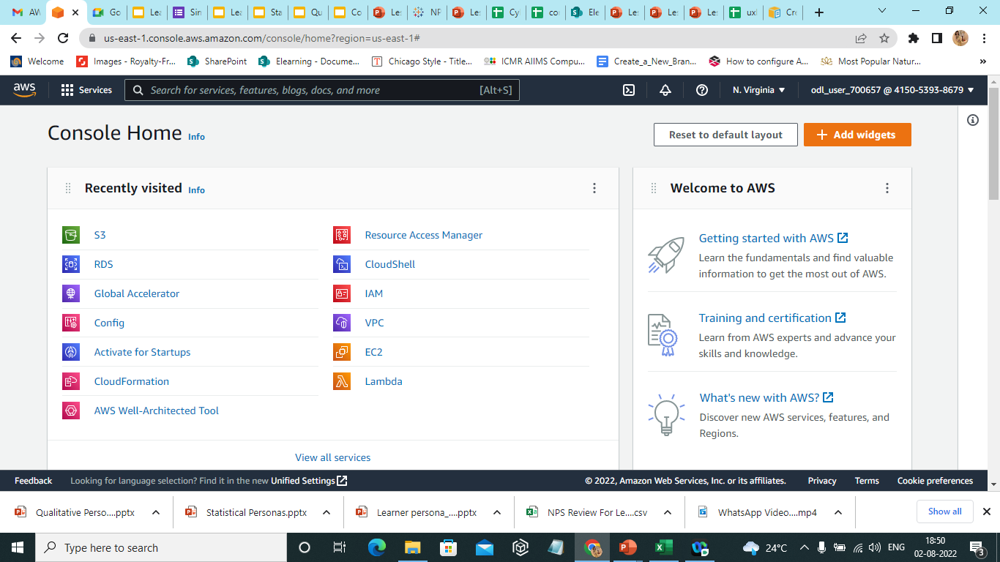 AW
Co
Go
Lea
Sin
Lea
Sta
Qu
Co
Les
NP
Les
Cy
co
Ele
Les
Les
Les
uxl
Cre
us-east-1.console.aws.amazon.com/console/home?region=us-east-1#
Welcome
Images - Royalty-Fr...
SharePoint
Elearning - Docume...
Chicago Style - Title...
ICMR AIIMS Compu...
Create_a_New_Bran...
How to configure A...
Most Popular Natur...
»
aws
Services
Search for services, features, blogs, docs, and more
[Alt+S]
N. Virginia
odl_user_700657 @ 4150-5393-8679
Console Home Info
Reset to default layout
Add widgets
Recently visited Info
S3
RDS
Global Accelerator
Config
Activate for Startups
CloudFormation
AWS Well-Architected Tool
Resource Access Manager
CloudShell
IAM
VPC
EC2
Lambda
View all services
Welcome to AWS
Getting started with AWS
Learn the fundamentals and find valuable
information to get the most out of AWS.
Training and certification
Learn from AWS experts and advance your
skills and knowledge.
What's new with AWS?
Discover new AWS services, features, and
Regions.
Feedback
Looking for language selection? Find it in the new Unified Settings
© 2022, Amazon Web Services, Inc. or its affiliates.
Privacy
Terms
Cookie preferences
Qualitative Perso....pptx
Statistical Personas.pptx
Learner persona_....pptx
NPS Review For Le....csv
WhatsApp Video....mp4
Show all
Type here to search
24°C
ENG
18:50
02-08-2022
3